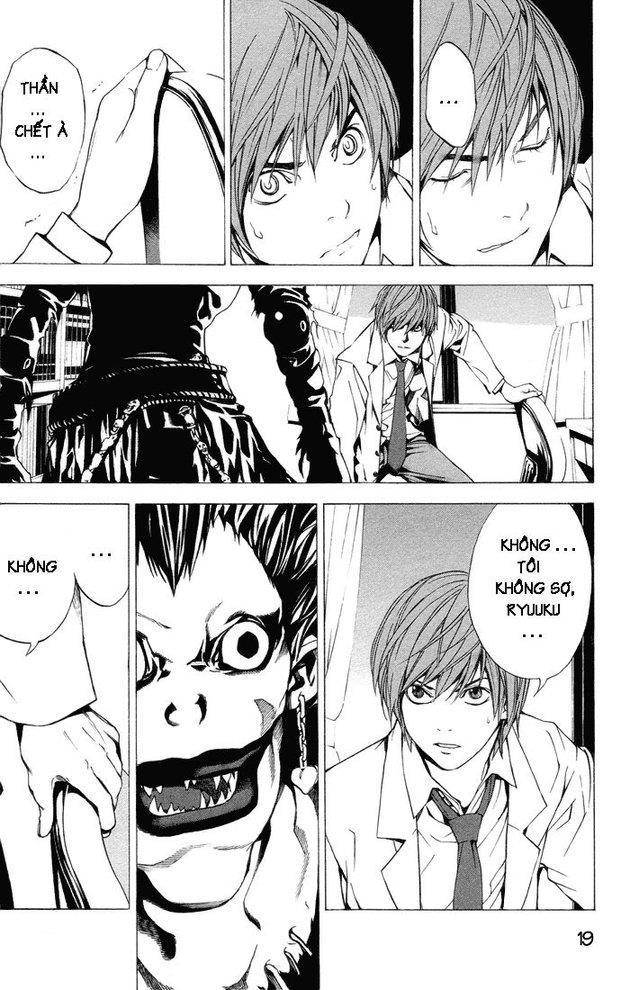 ...
THẦN
...
CHẾT À
...
KHÔNG ...
TÔI
KHÔNG SỢ,
RYUUKU
...
...
KHÔNG
...
19